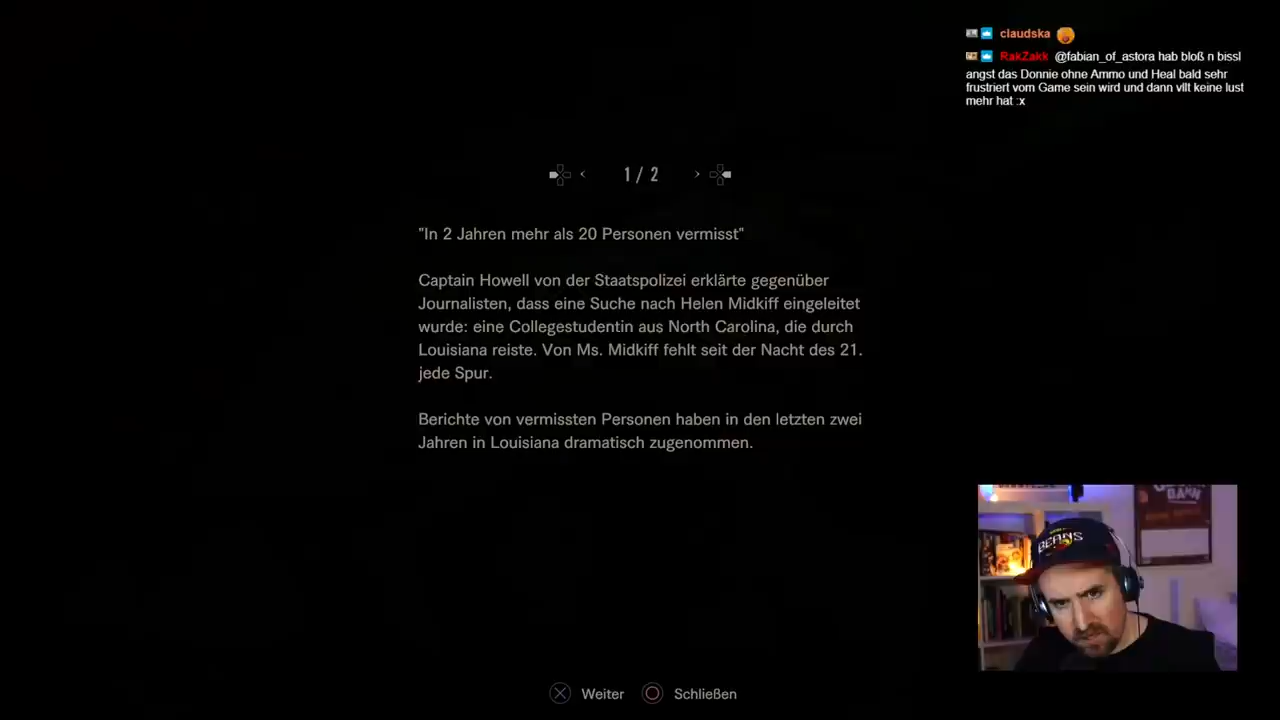 claudska
RakZakk @fabian_of_astora hab bloß n bissl
angst das Donnie ohne Ammo und Heal bald sehr
frustriert vom Game sein wird und dann vllt keine lust
mehr hat :x
< 1 / 2 >
"In 2 Jahren mehr als 20 Personen vermisst"
Captain Howell von der Staatspolizei erklärte gegenüber
Journalisten, dass eine Suche nach Helen Midkiff eingeleitet
wurde: eine Collegestudentin aus North Carolina, die durch
Louisiana reiste. Von Ms. Midkiff fehlt seit der Nacht des 21.
jede Spur.
Berichte von vermissten Personen haben in den letzten zwei
Jahren in Louisiana dramatisch zugenommen.
BEANS
Weiter Schließen